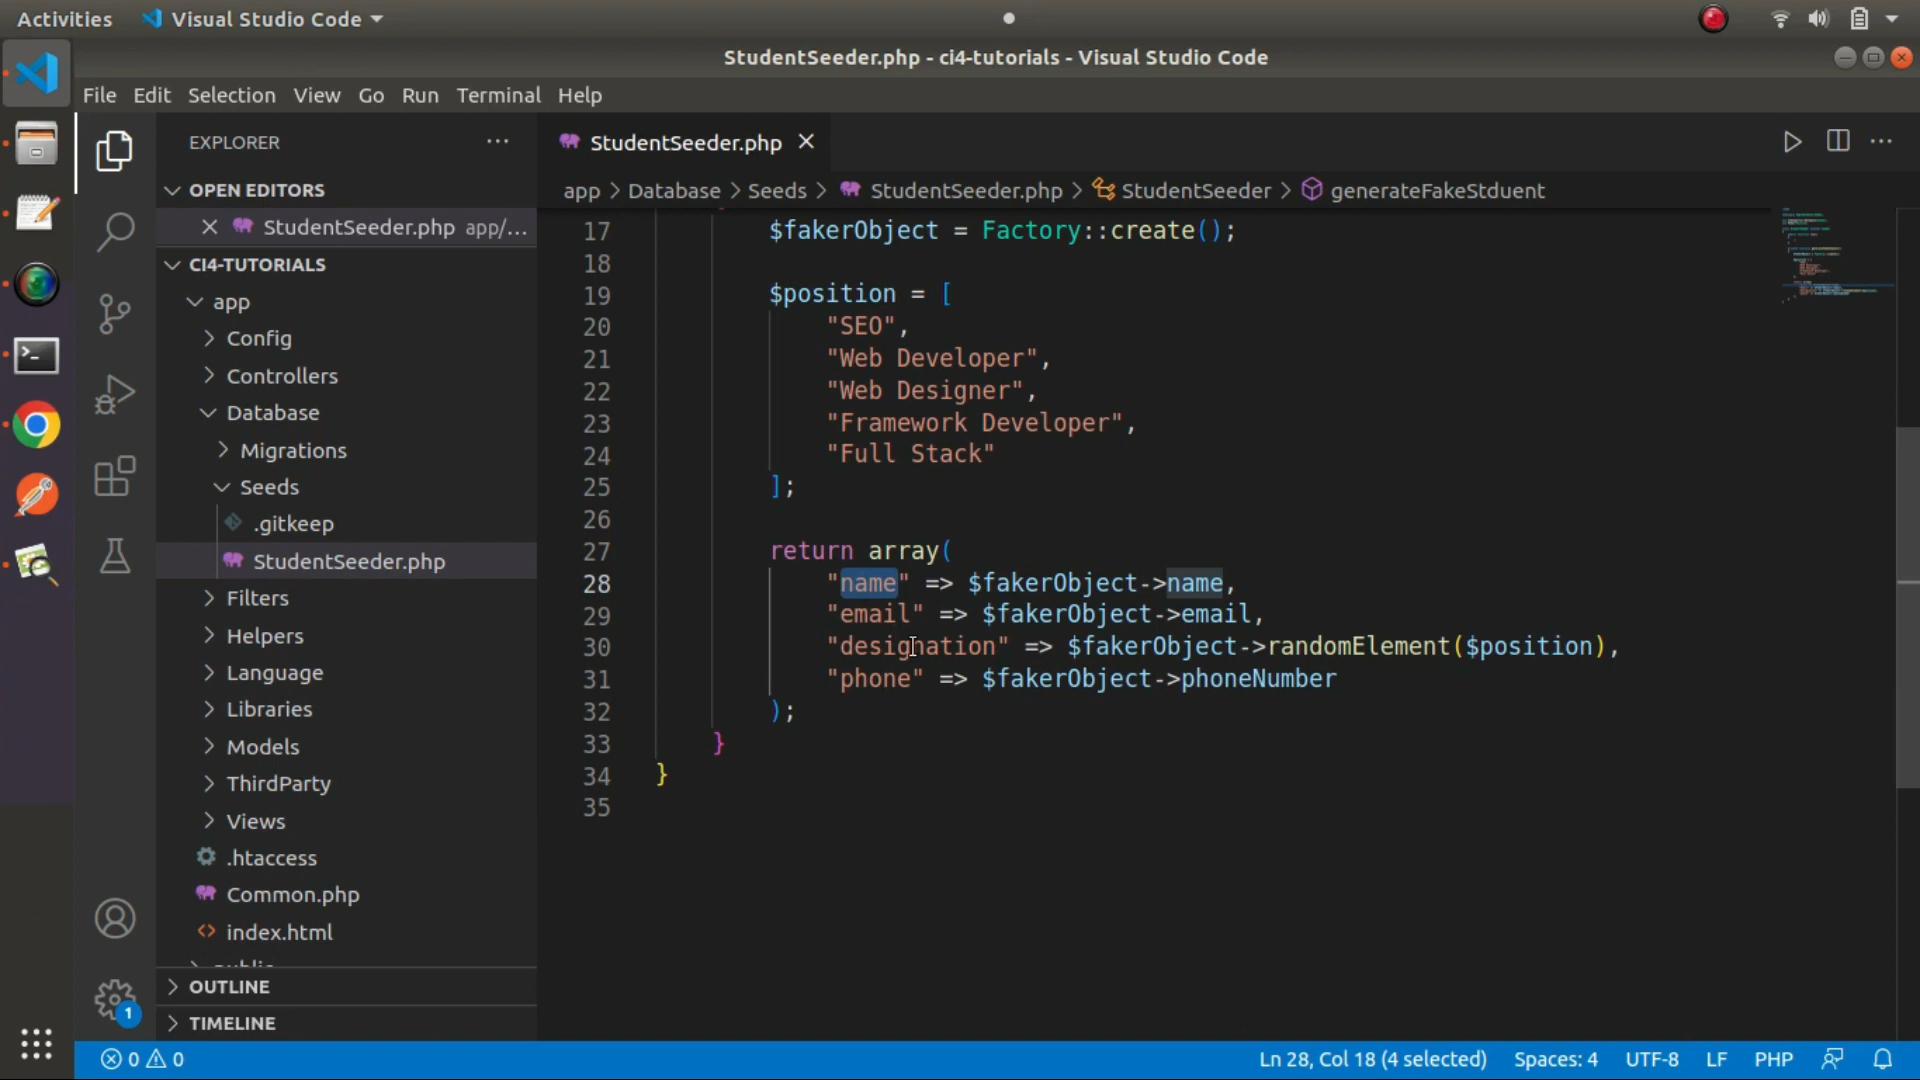 Activities
Visual Studio Code
StudentSeeder.php - ci4-tutorials - Visual Studio Code
File Edit Selection View Go Run Terminal Help
EXPLORER
OPEN EDITORS
StudentSeeder.php app/...
CI4-TUTORIALS
app
Config
Controllers
Database
Migrations
Seeds
.gitkeep
StudentSeeder.php
Filters
Helpers
Language
Libraries
Models
ThirdParty
Views
.htaccess
Common.php
index.html
OUTLINE
TIMELINE
StudentSeeder.php
app > Database > Seeds > StudentSeeder.php > StudentSeeder > generateFakeStduent
17 $fakerObject = Factory::create();
18
19 $position = [
20 "SEO",
21 "Web Developer",
22 "Web Designer",
23 "Framework Developer",
24 "Full Stack"
25 ];
26
27 return array(
28 "name" => $fakerObject->name,
29 "email" => $fakerObject->email,
30 "designation" => $fakerObject->randomElement($position),
31 "phone" => $fakerObject->phoneNumber
32 );
33 }
34 }
35
1
0 0
Ln 28, Col 18 (4 selected) Spaces: 4 UTF-8 LF PHP